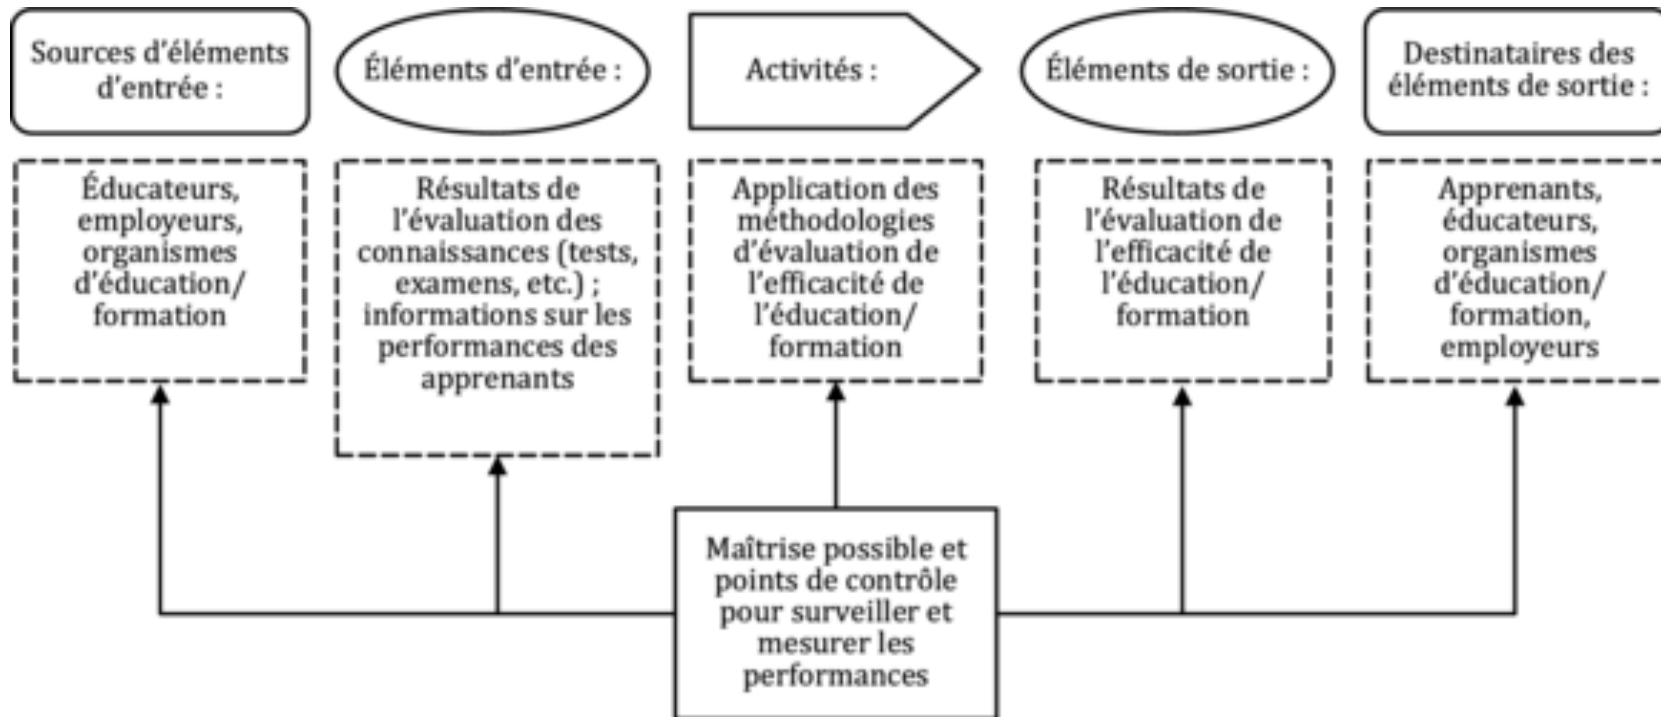 Sources d'éléments
d'entrée :
Éléments d'entrée :
Activités :
Éléments de sortie :
Destinataires des
éléments de sortie :
Éducateurs,
employeurs,
organismes
d'éducation/
formation
Résultats de
l'évaluation des
connaissances (tests,
examens, etc.) ;
informations sur les
performances des
apprenants
Application des
méthodologies
d'évaluation de
l'efficacité de
l'éducation/
formation
Résultats de
l'évaluation de
l'efficacité de
l'éducation/
formation
Apprenants,
éducateurs,
organismes
d'éducation/
formation,
employeurs
Maîtrise possible et
points de contrôle
pour surveiller et
mesurer les
performances